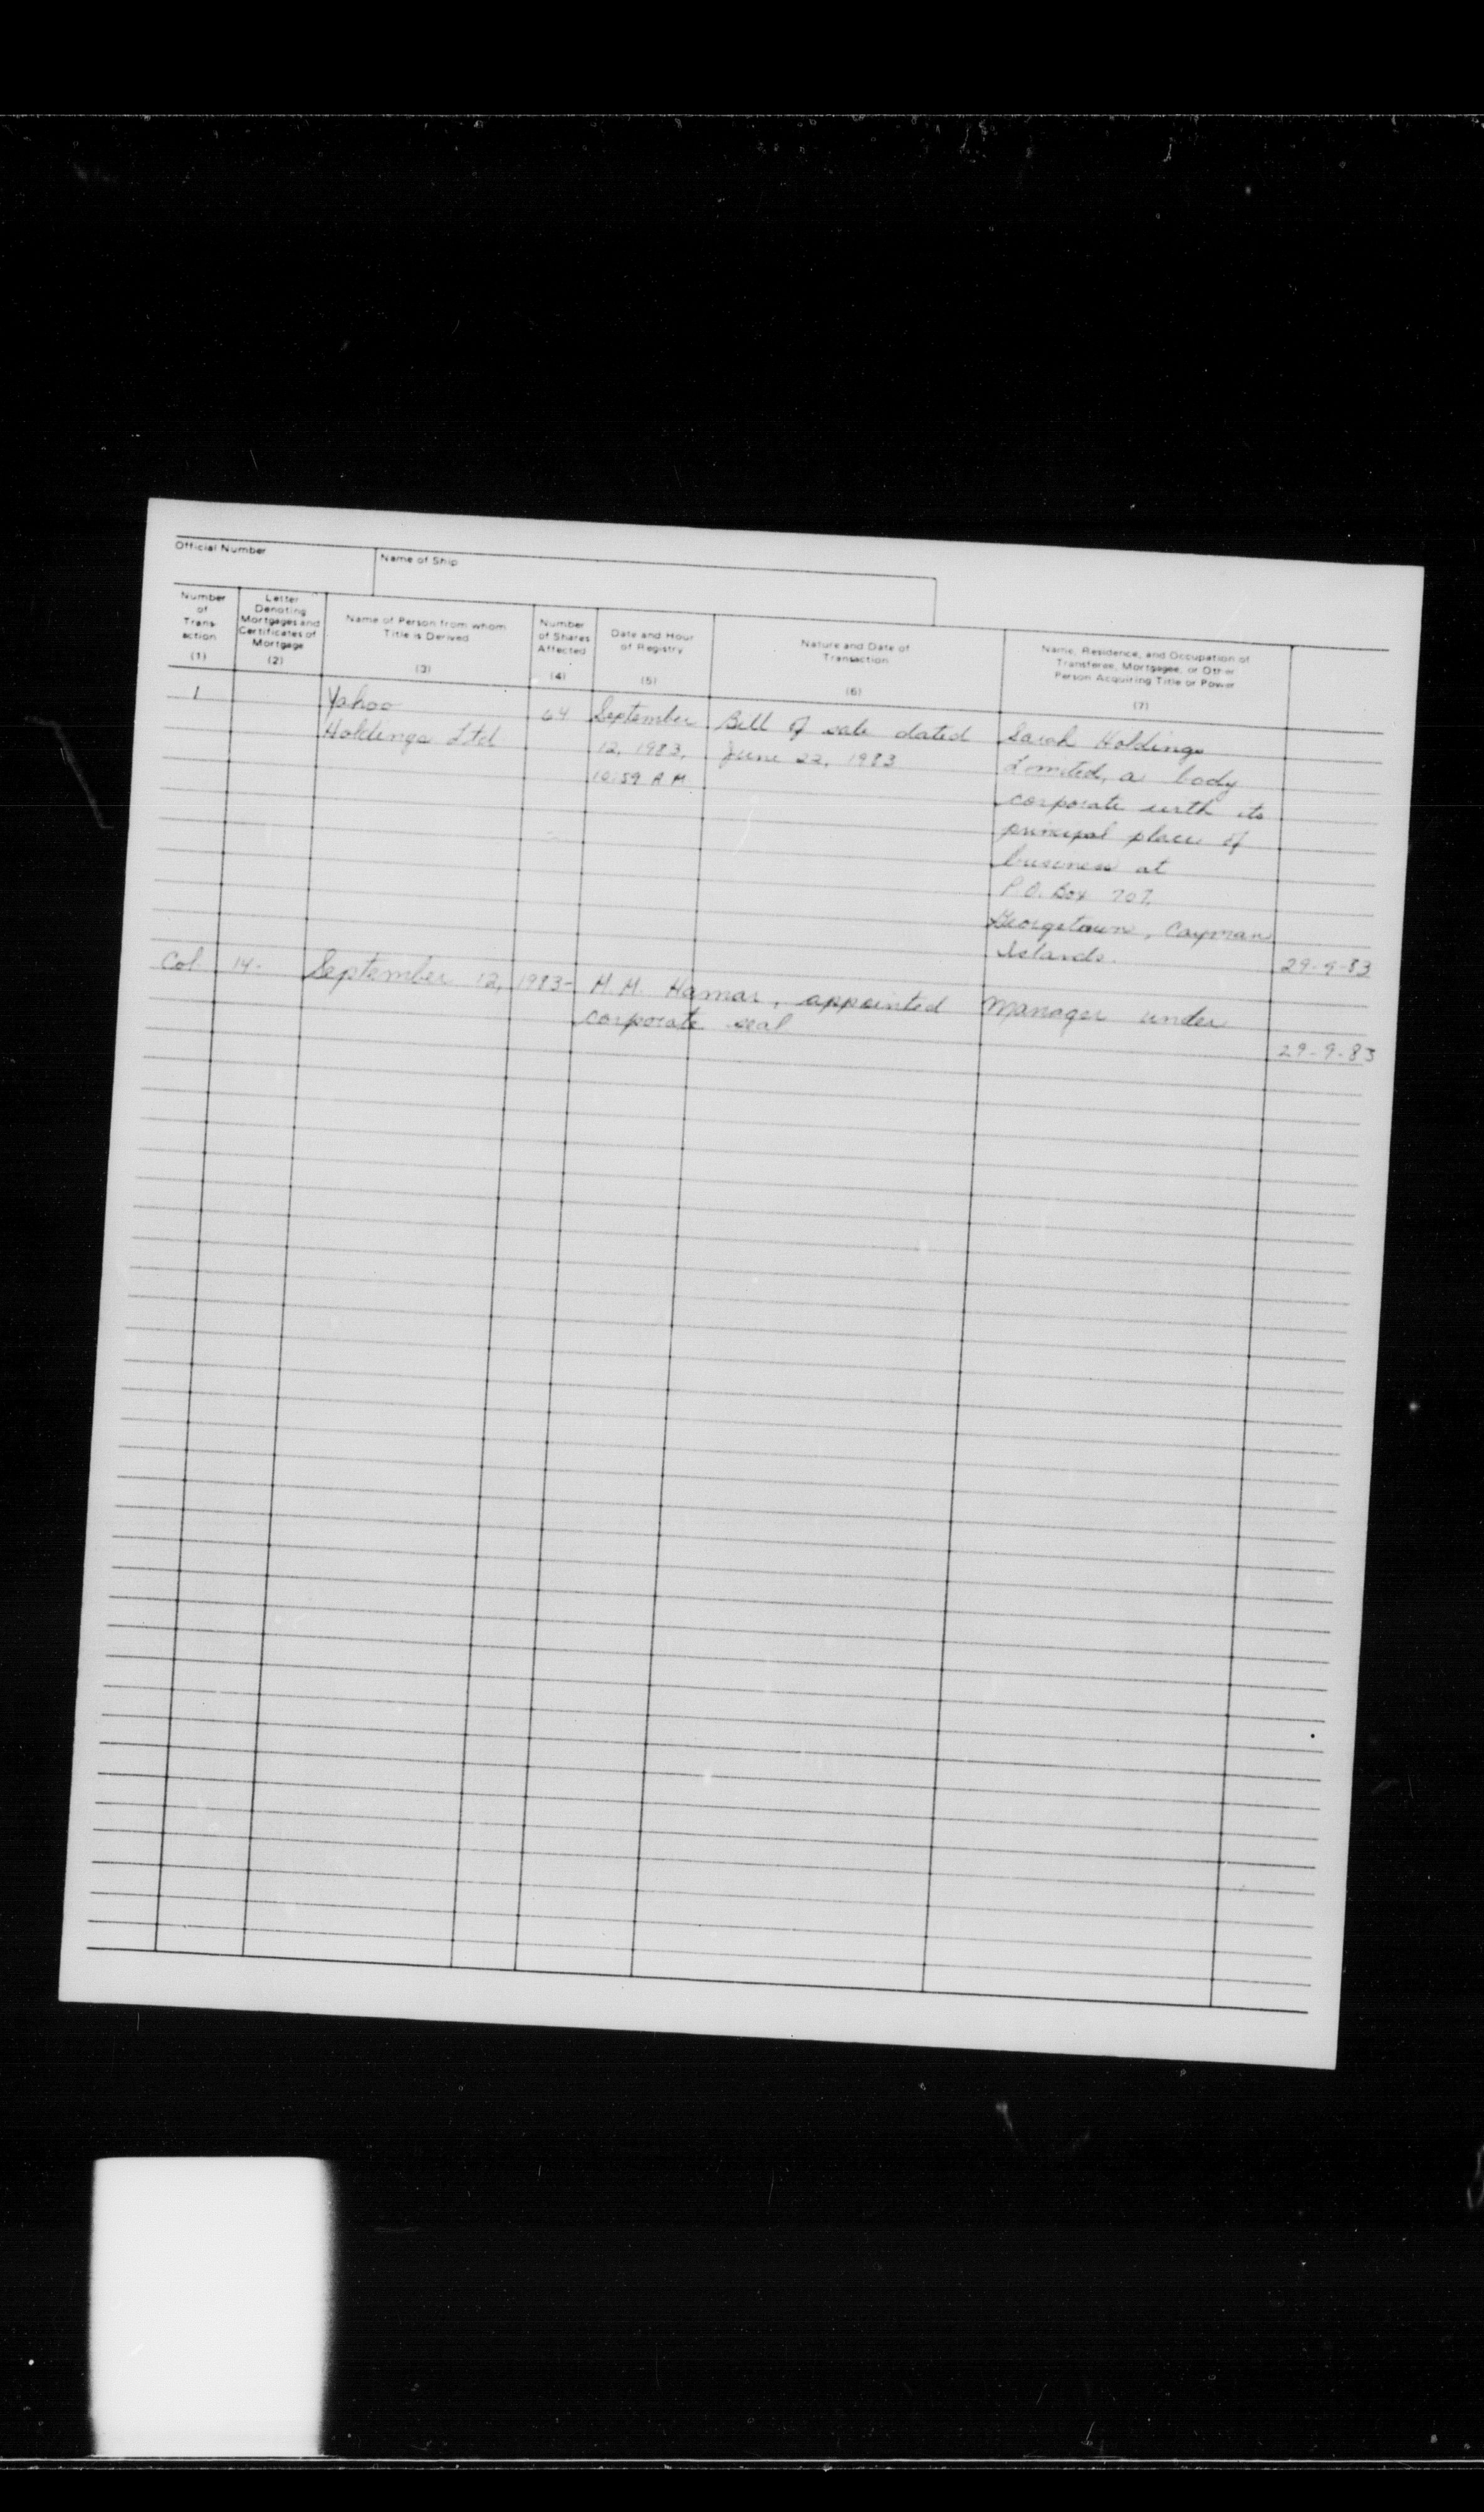 Official Number
Name of Ship
Number of Trans action (1)
Letter Denoting Mortgages and Certificates of Mortgage (2)
Name of Person from whom Title is Derived (3)
Number of Shares Affected (4)
Date and Hour of Registry (5)
Nature and Date of Transaction (6)
Name, Residence, and Occupation of Transferee, Mortgagee, or Other Person Acquiring Title or Power (7)
1 Yahoo 64 September Bill of sale dated Sarah Holdings
Holdings Ltd 12, 1983, June 22, 1983 Limited, a body
10:59 A.M. corporate with its
principal place of
business at
P.O. Box 707,
Georgetown, Cayman
Islands. 29-9-83
Col. 14- September 12, 1983- H.M. Hamar, appointed Manager under
corporate seal
29-9-83